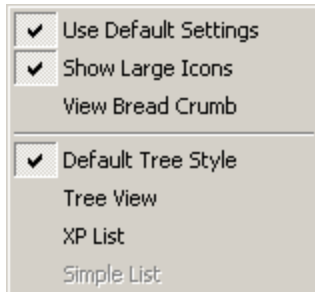 Use Default Settings
Show Large Icons
View Bread Crumb
Default Tree Style
Tree View
XP List
Simple List